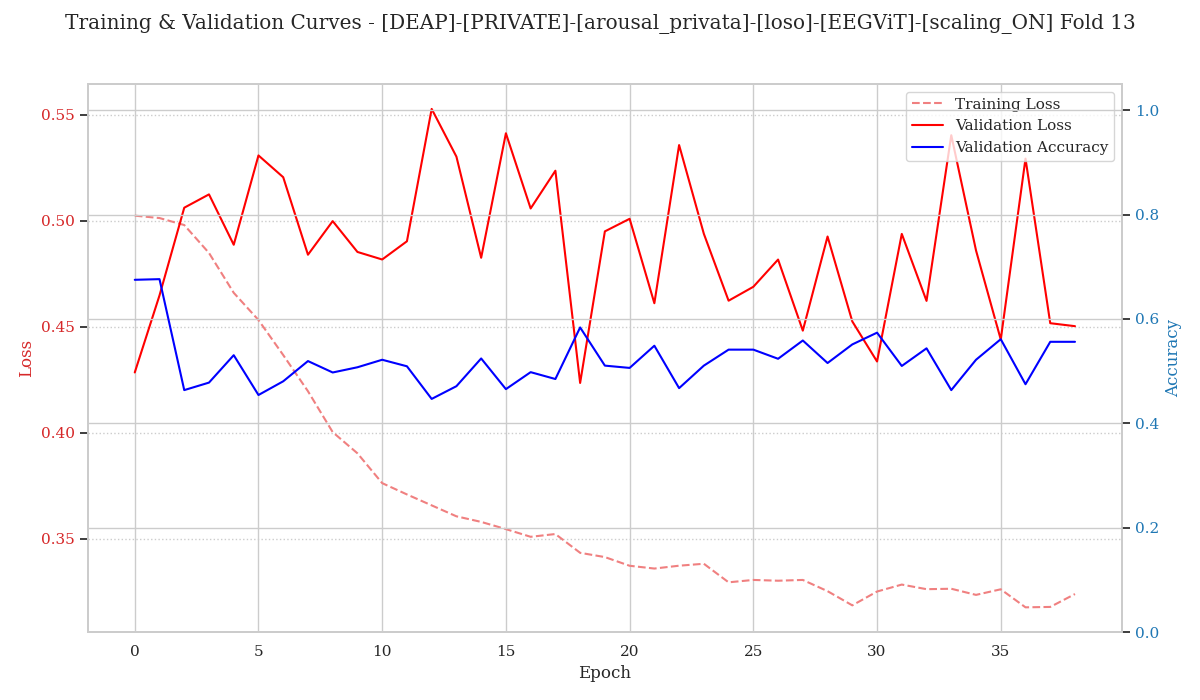 Training & Validation Curves - [DEAP]-[PRIVATE]-[arousal_privata]-[loso]-[EEGViT]-[scaling_ON] Fold 13
Training Loss
Validation Loss
Validation Accuracy
0.55
0.50
0.45
0.40
0.35
Loss
1.0
0.8
0.6
0.4
0.2
0.0
Accuracy
0
5
10
15
20
25
30
35
Epoch